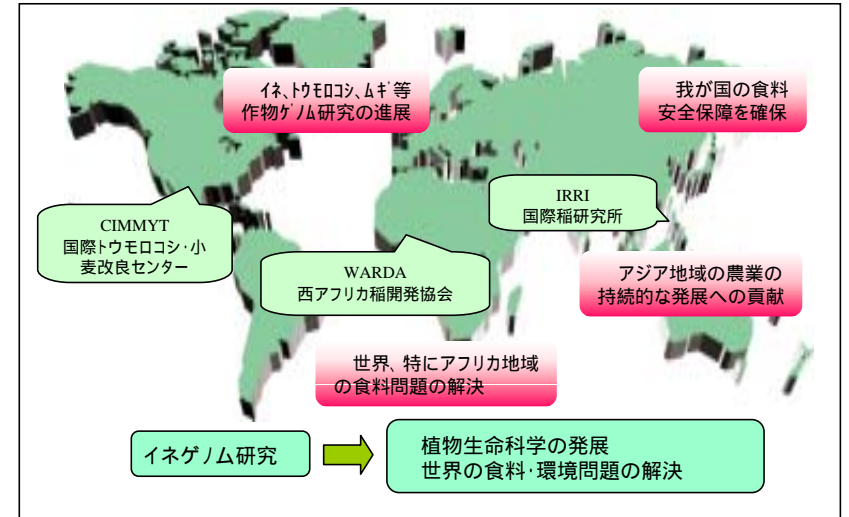 イネ、トウモロコシ、ムギ等
作物ゲノム研究の進展
我が国の食料
安全保障を確保
IRRI
国際稲研究所
CIMMYT
国際トウモロコシ・小
麦改良センター
WARDA
西アフリカ稲開発協会
アジア地域の農業の
持続的な発展への貢献
世界、特にアフリカ地域
の食料問題の解決
イネゲノム研究
植物生命科学の発展
世界の食料・環境問題の解決